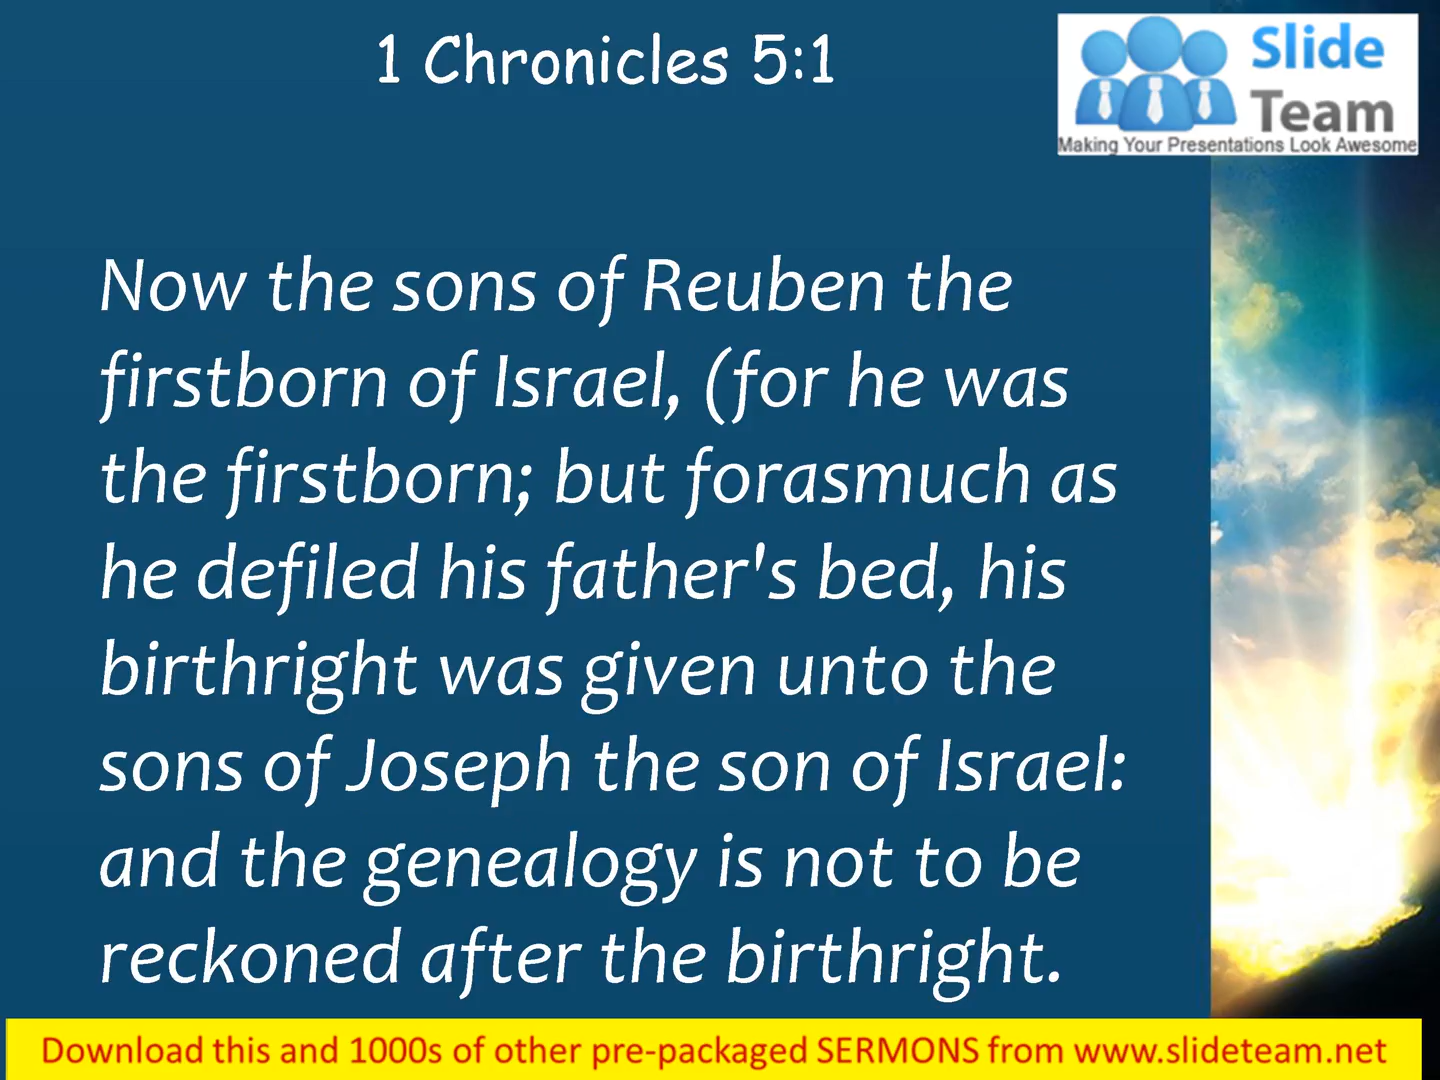 1 Chronicles 5:1
Slide
Team
Making Your Presentations Look Awesome
Now the sons of Reuben the
firstborn of Israel, (for he was
the firstborn; but forasmuch as
he defiled his father's bed, his
birthright was given unto the
sons of Joseph the son of Israel:
and the genealogy is not to be
reckoned after the birthright.
Download this and 1000s of other pre-packaged SERMONS from www.slideteam.net